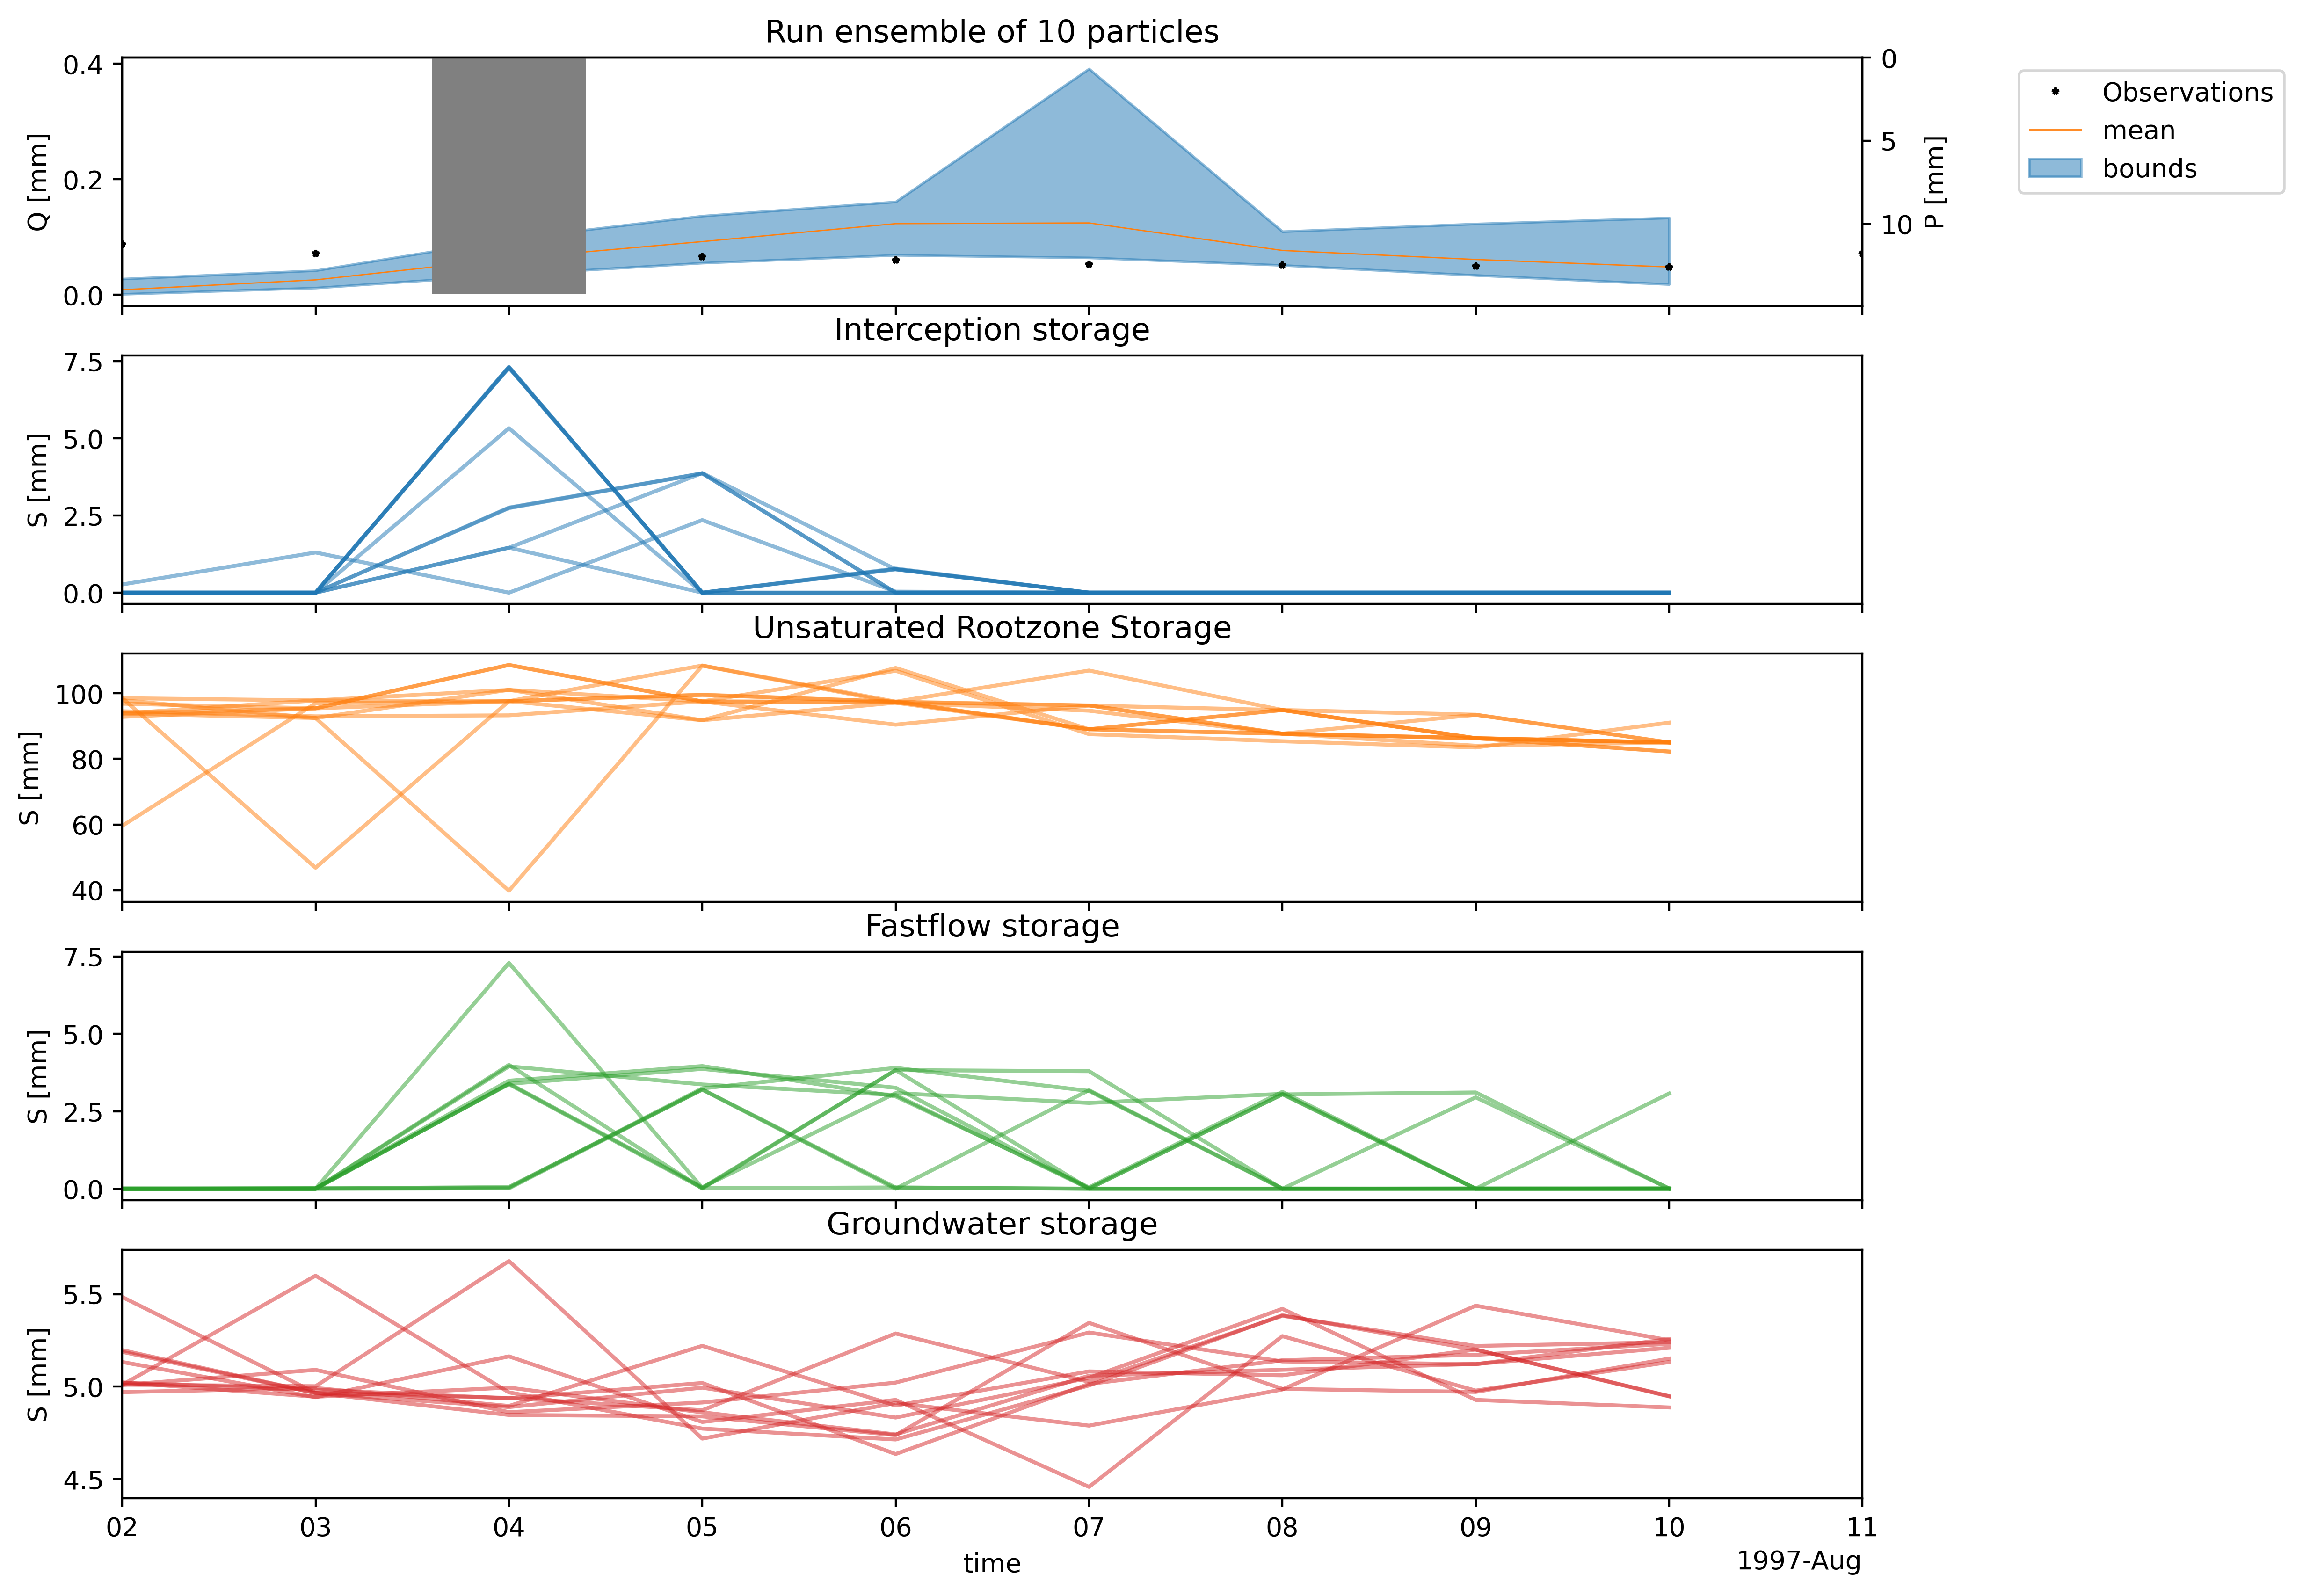 Run ensemble of 10 particles
0.4
0.2
0.0
Q [mm]
0
5
10
P [mm]
Observations
mean
bounds
Interception storage
7.5
5.0
2.5
0.0
S [mm]
Unsaturated Rootzone Storage
100
80
60
40
S [mm]
Fastflow storage
7.5
5.0
2.5
0.0
S [mm]
Groundwater storage
5.5
5.0
4.5
S [mm]
02 03 04 05 06 07 08 09 10 11
time
1997-Aug